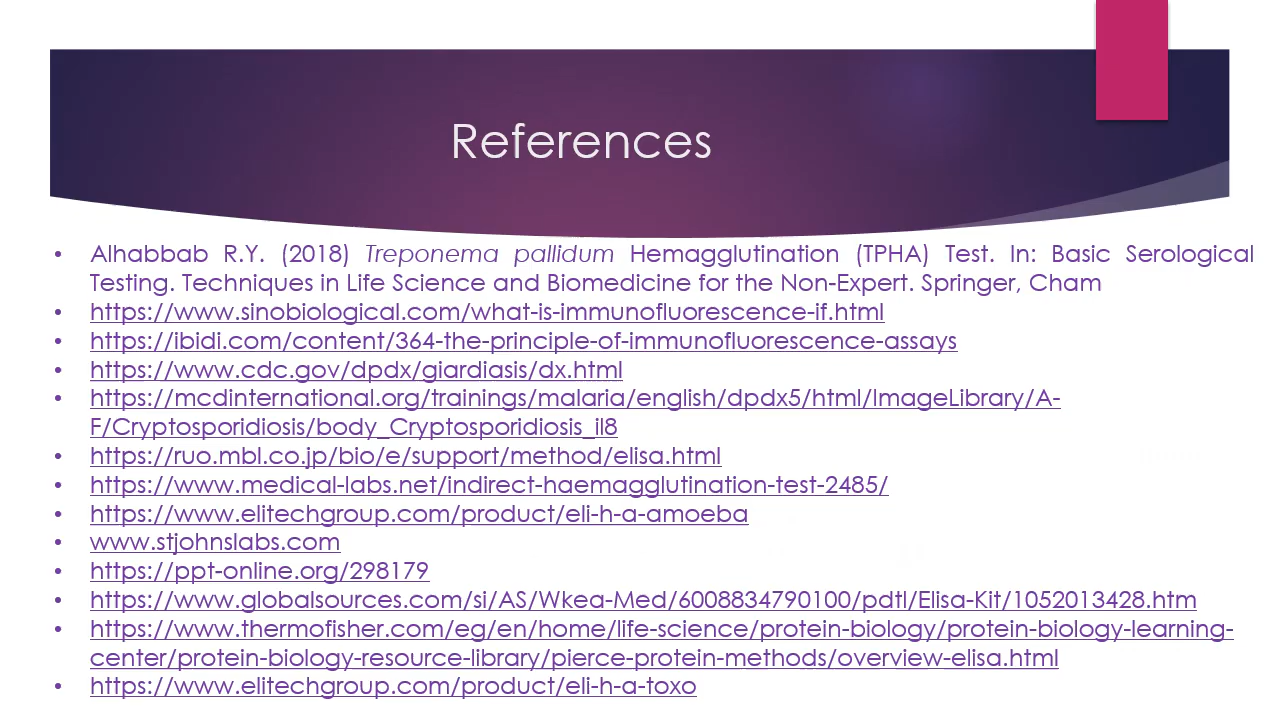 References
• Alhabbab R.Y. (2018) Treponema pallidum Hemagglutination (TPHA) Test. In: Basic Serological
Testing. Techniques in Life Science and Biomedicine for the Non-Expert. Springer, Cham
• https://www.sinobiological.com/what-is-immunofluorescence-if.html
• https://ibidi.com/content/364-the-principle-of-immunofluorescence-assays
• https://www.cdc.gov/dpdx/giardiasis/dx.html
• https://mcdinternational.org/trainings/malaria/english/dpdx5/html/ImageLibrary/A-
F/Cryptosporidiosis/body_Cryptosporidiosis_il8
• https://ruo.mbl.co.jp/bio/e/support/method/elisa.html
• https://www.medical-labs.net/indirect-haemagglutination-test-2485/
• https://www.elitechgroup.com/product/eli-h-a-amoeba
• www.stjohnslabs.com
• https://ppt-online.org/298179
• https://www.globalsources.com/si/AS/Wkea-Med/6008834790100/pdtl/Elisa-Kit/1052013428.htm
• https://www.thermofisher.com/eg/en/home/life-science/protein-biology/protein-biology-learning-
center/protein-biology-resource-library/pierce-protein-methods/overview-elisa.html
• https://www.elitechgroup.com/product/eli-h-a-toxo